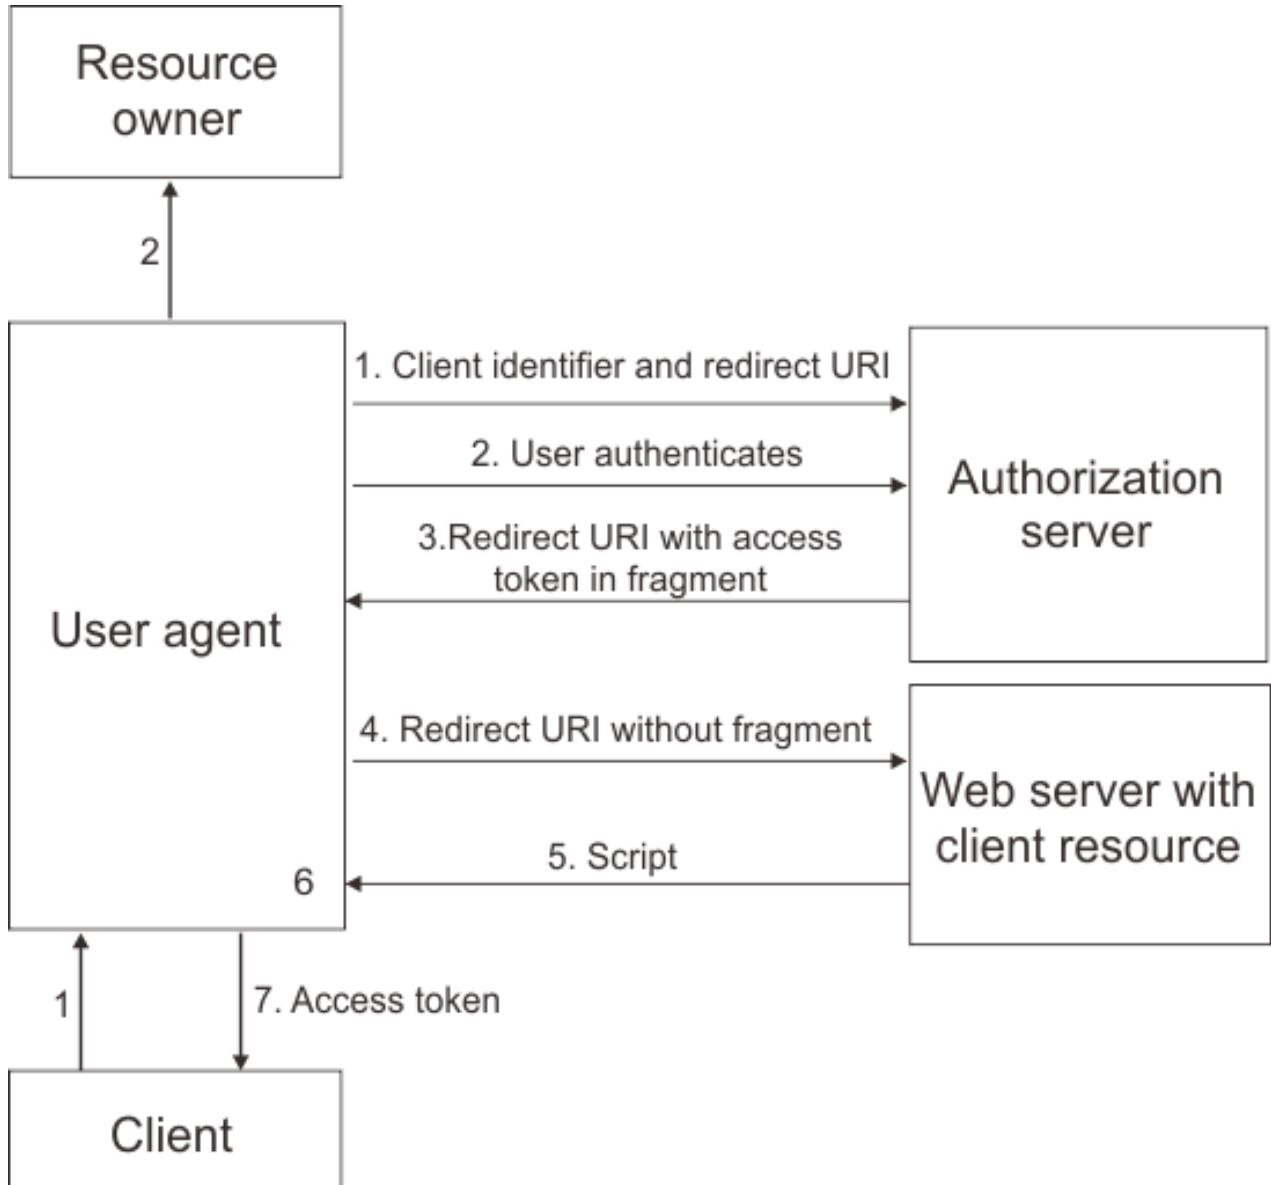 Resource
owner
2
1. Client identifier and redirect URI
2. User authenticates
3.Redirect URI with access
token in fragment
Authorization
server
User agent
4. Redirect URI without fragment
5. Script
Web server with
client resource
6
1
7. Access token
Client